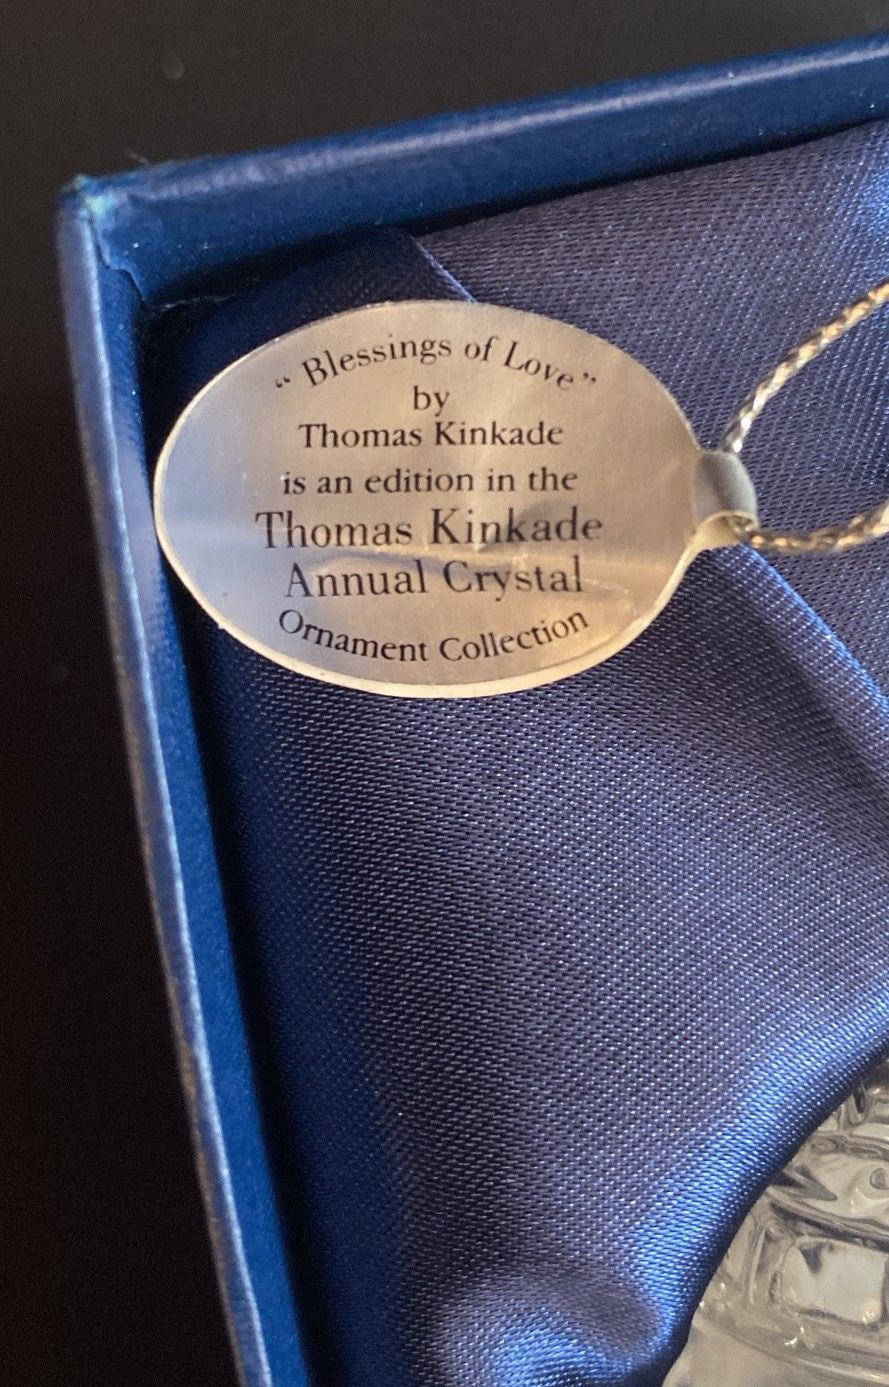 “Blessings of Love”
by
Thomas Kinkade
is an edition in the
Thomas Kinkade
Annual Crystal
Ornament Collection